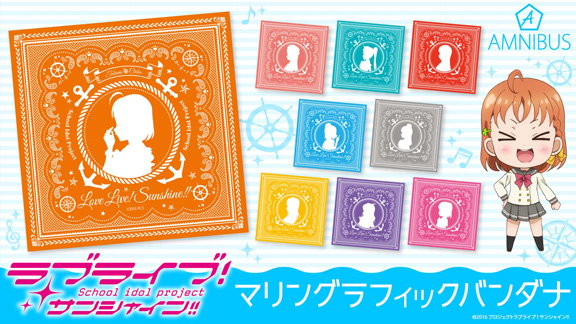 AMNIBUS
Love Live! Sunshine!!
ラブライブ!
School idol project
サンシャイン!!
マリングラフィックバンダナ
©2016 プロジェクトラブライブ!サンシャイン!!